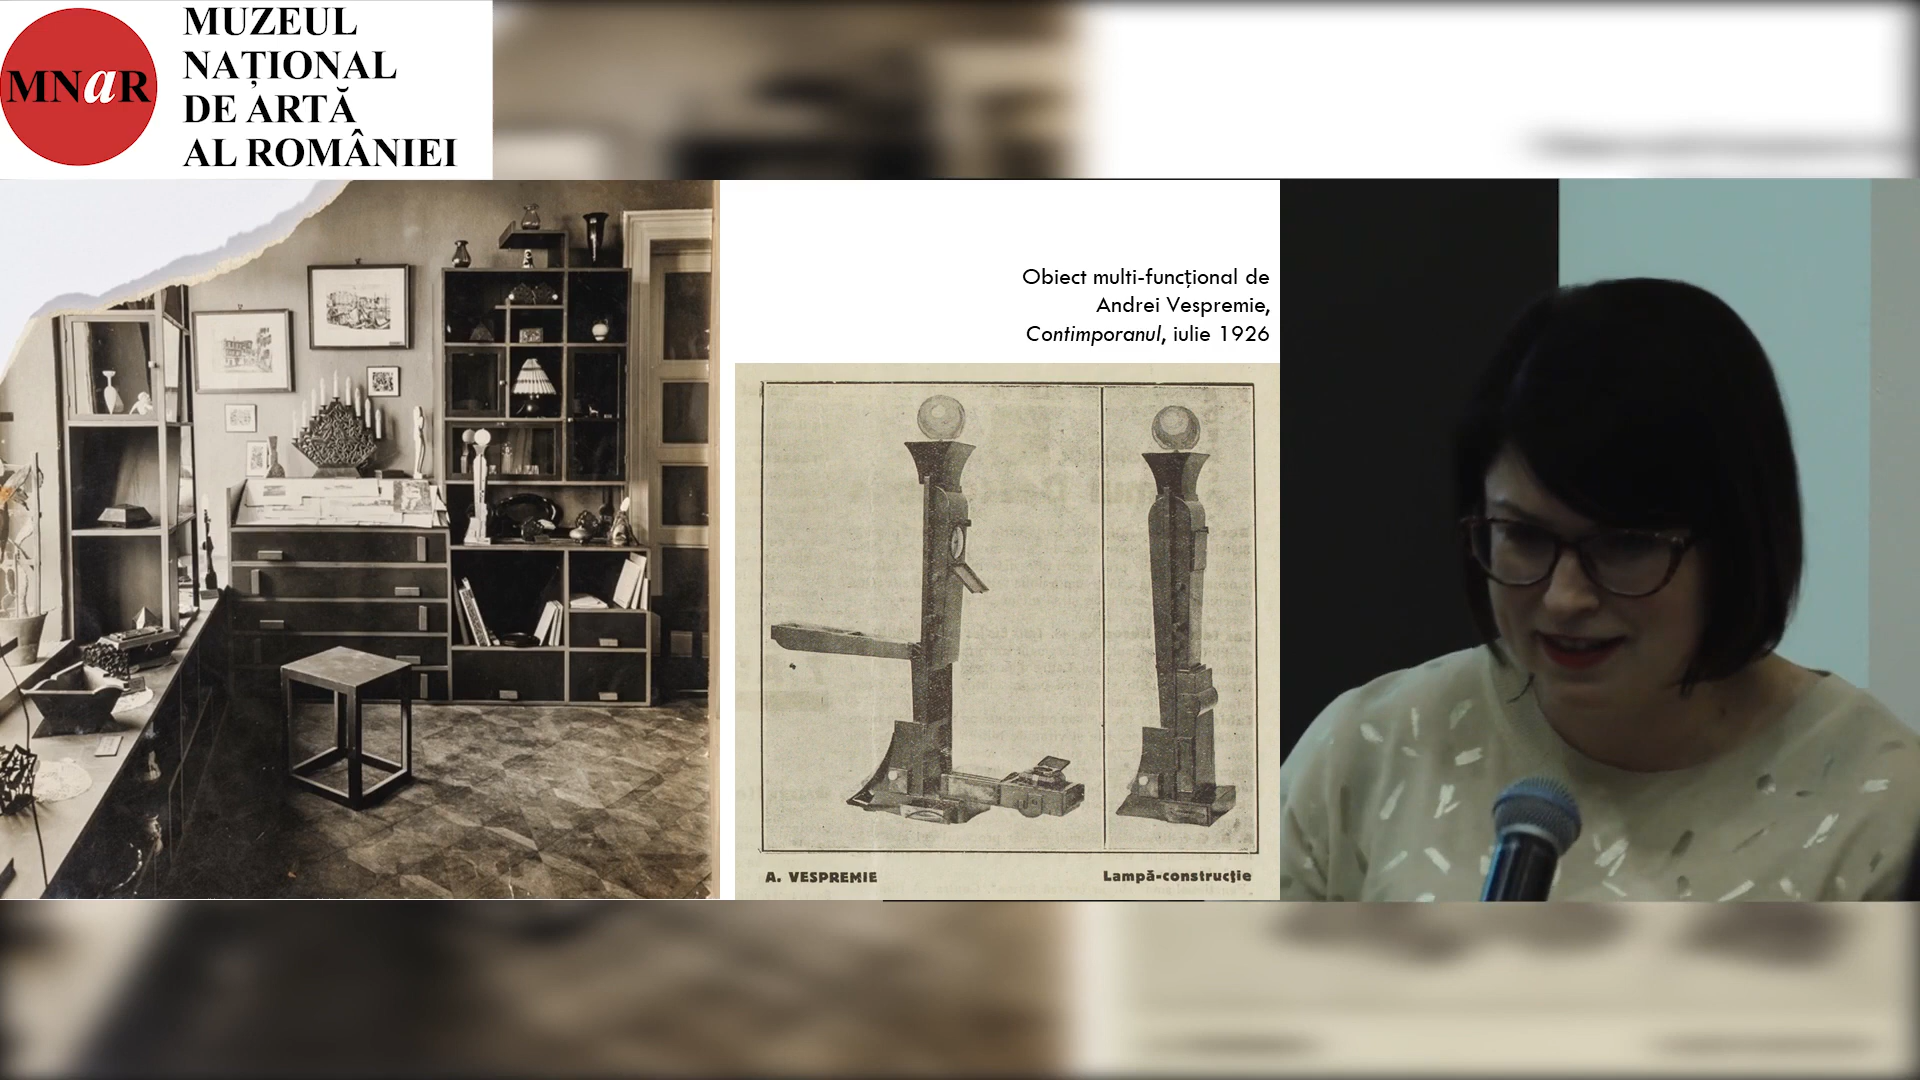 MNaR
MUZEUL
NAȚIONAL
DE ARTĂ
AL ROMÂNIEI
Obiect multi-funcțional de
Andrei Vespremie,
Contimporanul, iulie 1926
A. VESPREMIE
Lampă-construcție